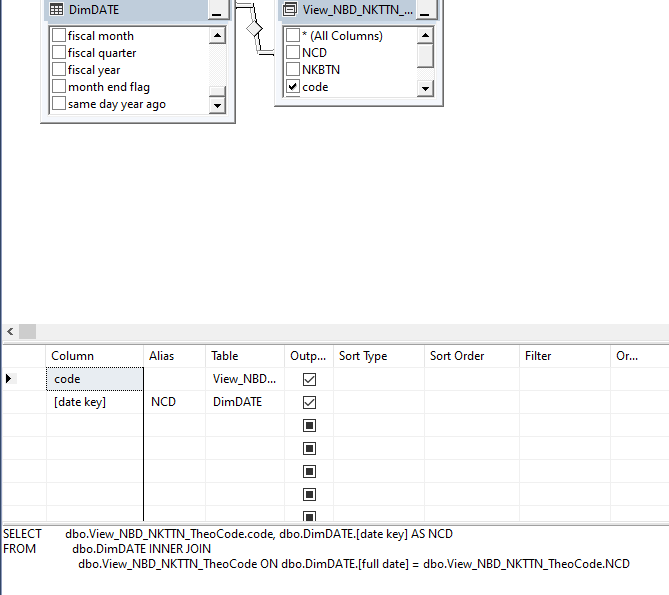 DimDATE
fiscal month
fiscal quarter
fiscal year
month end flag
same day year ago
View_NBD_NKTTN_...
* (All Columns)
NCD
NKBTN
code
Column Alias Table Outp... Sort Type Sort Order Filter Or...
code View_NBD...
[date key] NCD DimDATE
SELECT dbo.View_NBD_NKTTN_TheoCode.code, dbo.DimDATE.[date key] AS NCD
FROM dbo.DimDATE INNER JOIN
dbo.View_NBD_NKTTN_TheoCode ON dbo.DimDATE.[full date] = dbo.View_NBD_NKTTN_TheoCode.NCD